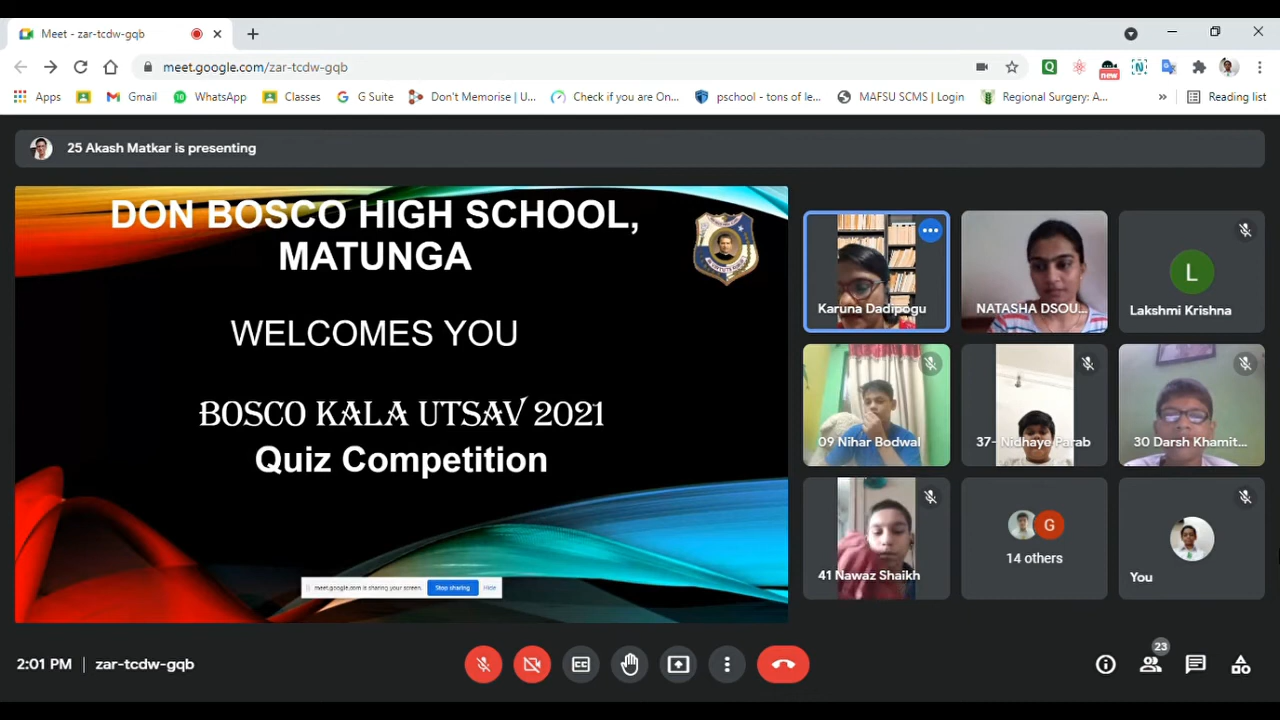 Meet - zar-tcdw-gqb
meet.google.com/zar-tcdw-gqb
new
Apps
Gmail
WhatsApp
Classes
G Suite
Don't Memorise | U...
Check if you are On...
pschool - tons of le...
MAFSU SCMS | Login
Regional Surgery: A...
Reading list
25 Akash Matkar is presenting
DON BOSCO HIGH SCHOOL,
MATUNGA
WELCOMES YOU
BOSCO KALA UTSAV 2021
Quiz Competition
meet.google.com is sharing your screen.
Stop sharing
Hide
Karuna Dadipogu
NATASHA DSOU...
L
Lakshmi Krishna
09 Nihar Bodwal
37- Nidhaye Parab
30 Darsh Khamit...
41 Nawaz Shaikh
G
14 others
You
2:01 PM | zar-tcdw-gqb
23